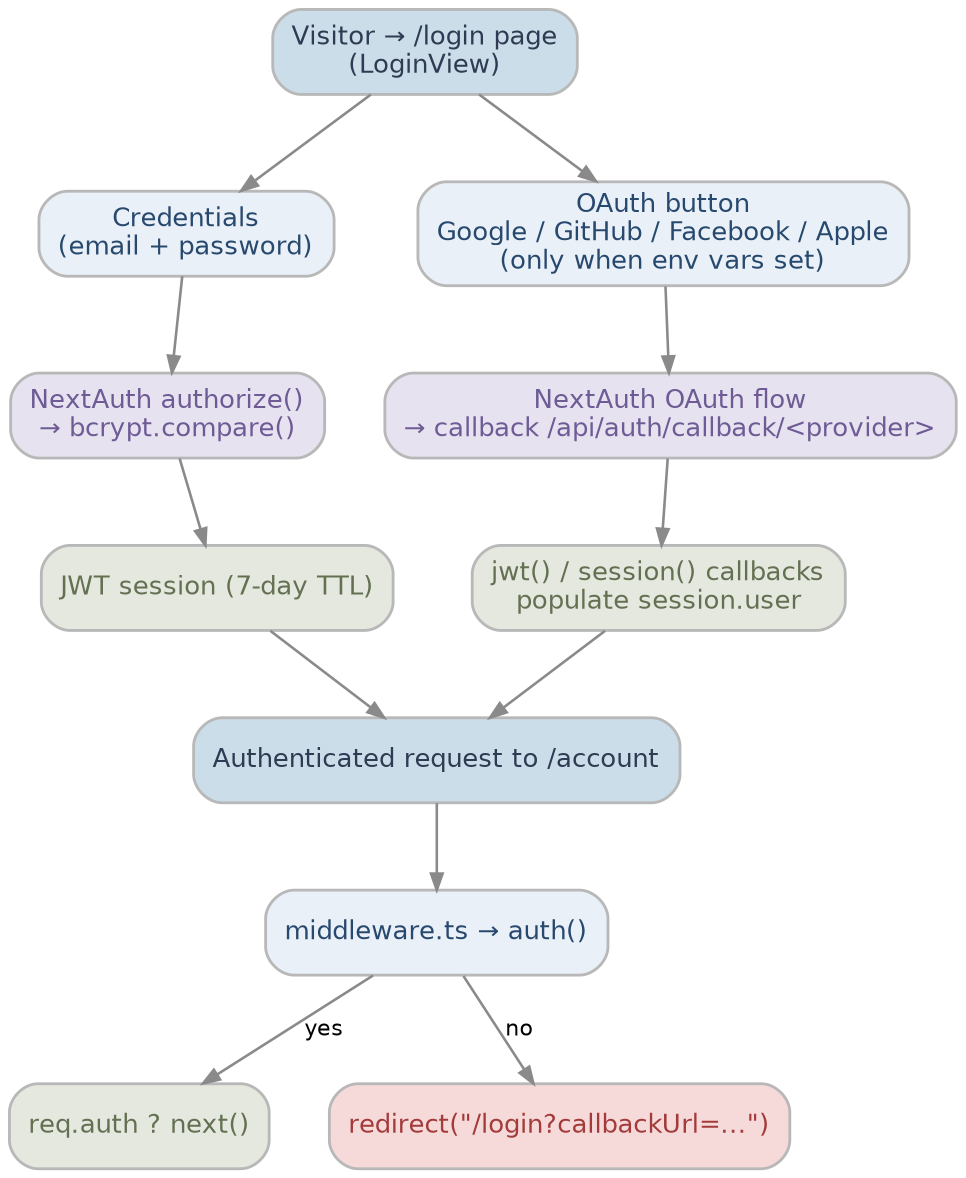 Visitor → /login page
(LoginView)
Credentials
(email + password)
OAuth button
Google / GitHub / Facebook / Apple
(only when env vars set)
NextAuth authorize()
→ bcrypt.compare()
NextAuth OAuth flow
→ callback /api/auth/callback/<provider>
JWT session (7-day TTL)
jwt() / session() callbacks
populate session.user
Authenticated request to /account
middleware.ts → auth()
yes
no
req.auth ? next()
redirect("/login?callbackUrl=…")